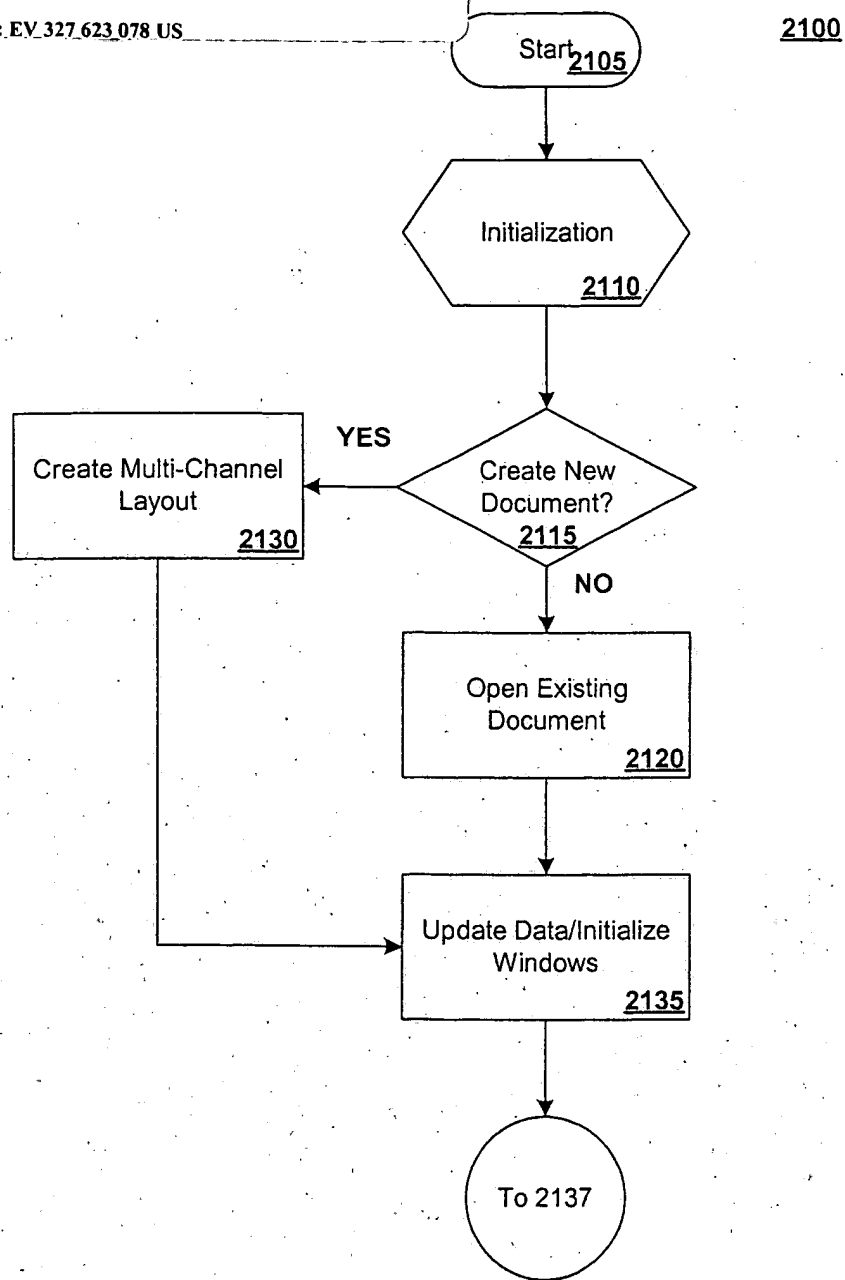 : EV 327 623 078 US
2100
Start
2105
Initialization
2110
YES
Create New
Document?
2115
Create Multi-Channel
Layout
2130
NO
Open Existing
Document
2120
Update Data/Initialize
Windows
2135
To 2137